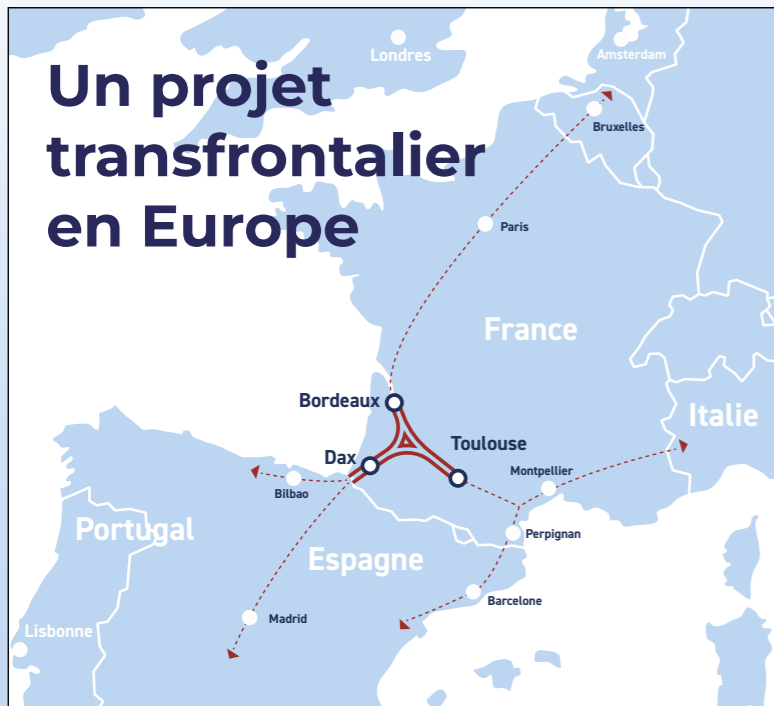 Londres
Amsterdam
Un projet
transfrontalier
en Europe
Bruxelles
Paris
France
Bordeaux
Italie
Toulouse
Dax
Montpellier
Bilbao
Portugal
Perpignan
Espagne
Barcelone
Madrid
Lisbonne